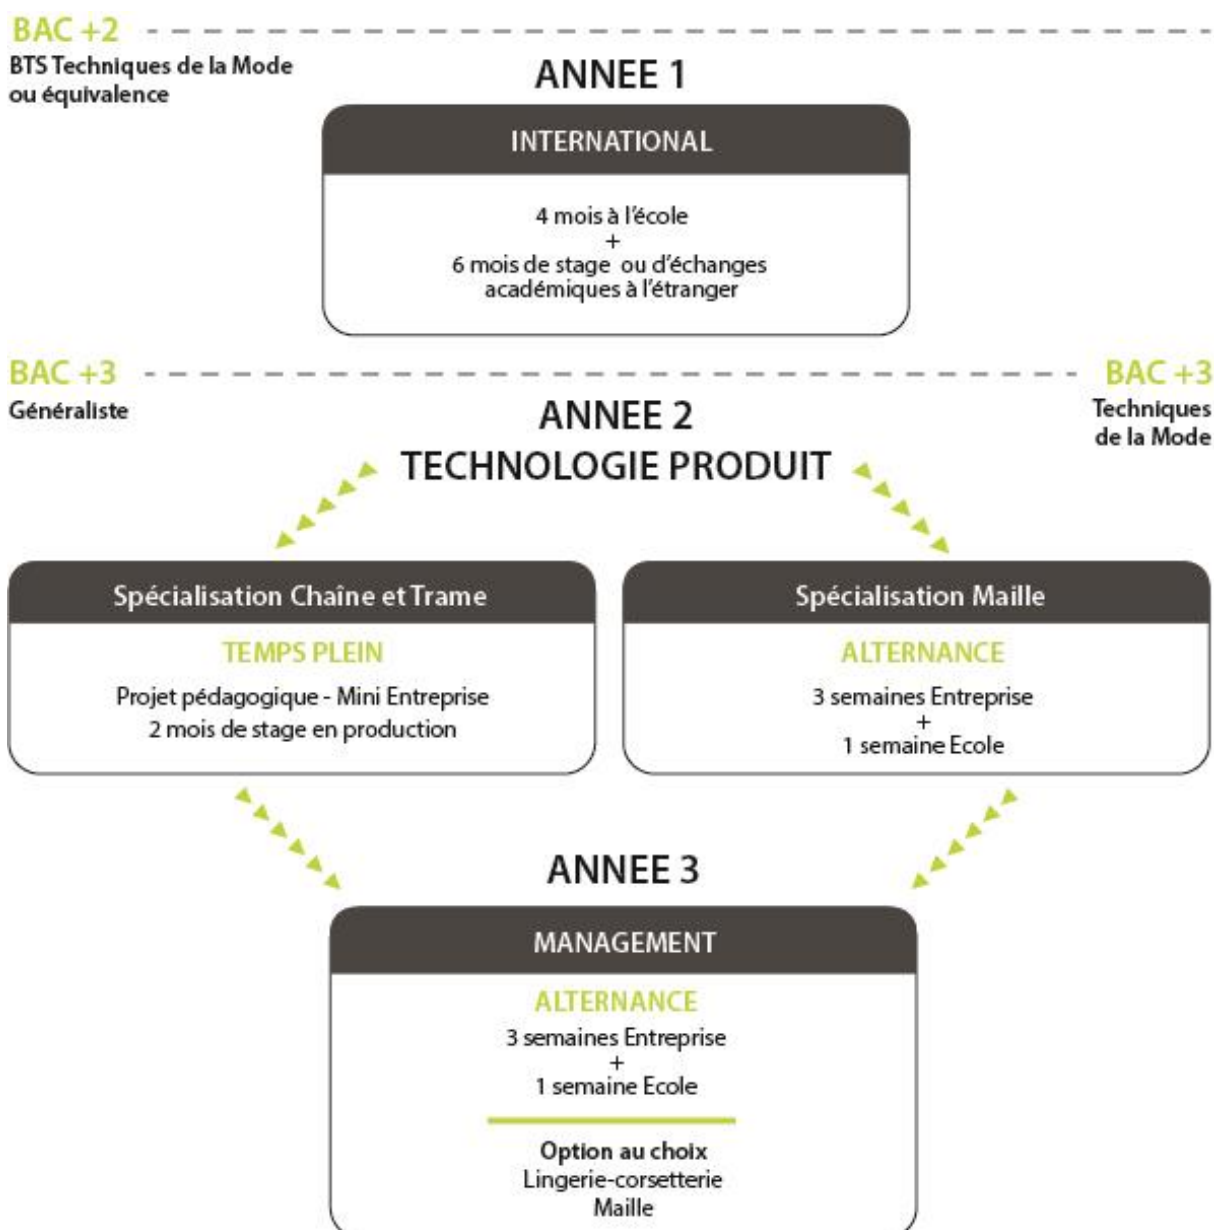 BAC +2
BTS Techniques de la Mode
ou équivalence
ANNEE 1
INTERNATIONAL
4 mois à l'école
+
6 mois de stage ou d'échanges
académiques à l'étranger
BAC +3
Généraliste
BAC +3
Techniques
de la Mode
ANNEE 2
TECHNOLOGIE PRODUIT
Spécialisation Chaîne et Trame
TEMPS PLEIN
Projet pédagogique - Mini Entreprise
2 mois de stage en production
Spécialisation Maille
ALTERNANCE
3 semaines Entreprise
+
1 semaine Ecole
ANNEE 3
MANAGEMENT
ALTERNANCE
3 semaines Entreprise
+
1 semaine Ecole
Option au choix
Lingerie-corsetterie
Maille